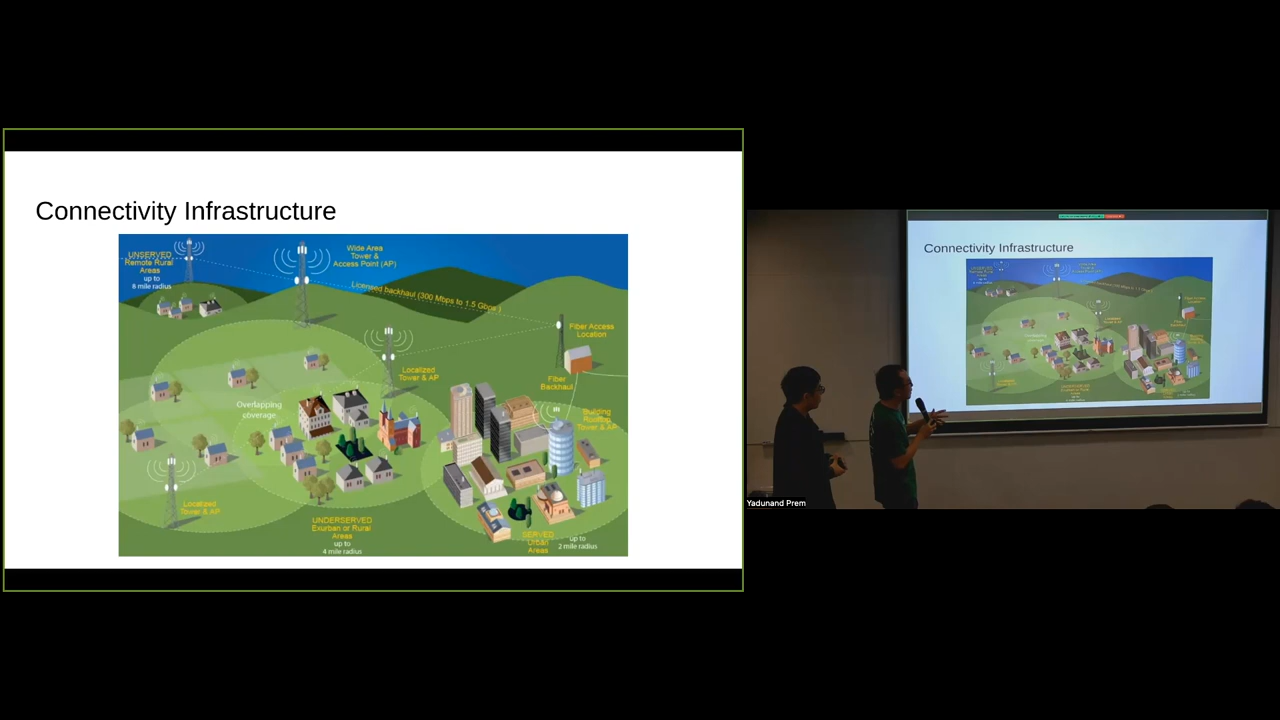 Connectivity Infrastructure
UNSERVED
Remote Rural
Areas
up to
8 mile radius
Wide Area
Tower &
Access Point (AP)
Licensed backhaul (300 Mbps to 1.5 Gbps)
Fiber Access
Location
Localized
Tower & AP
Fiber
Backhaul
Overlapping
coverage
Building
Rooftop
Tower & AP
Localized
Tower & AP
UNDERSERVED
Exurban or Rural
Areas
up to
4 mile radius
SERVED
Urban
Areas
up to
2 mile radius
Connectivity Infrastructure
Yadunand Prem